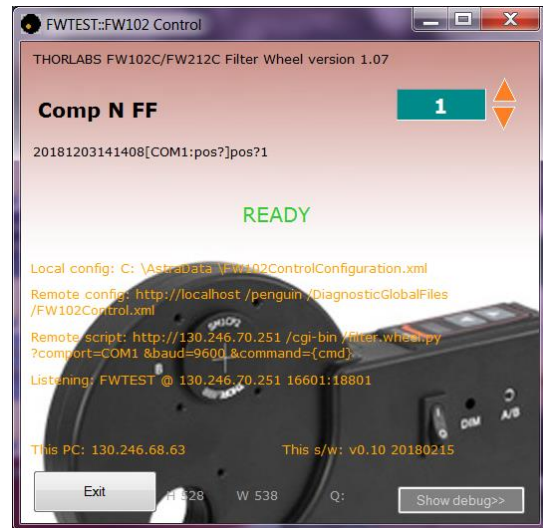 FWTEST::FW102 Control
THORLABS FW102C/FW212C Filter Wheel version 1.07
Comp N FF
1
20181203141408[COM1:pos?]pos?1
READY
Local config: C: \AstraData \FW102ControlConfiguration.xml
Remote config: http://localhost /penguin /DiagnosticGlobalFiles
/FW102Control.xml
Remote script: http://130.246.70.251 /cgi-bin /filter.wheel.py
?comport=COM1 &baud=9600 &command={cmd}
Listening: FWTEST @ 130.246.70.251 16601:18801
SM1CP2
THORLABS
8
DIM
A/B
This PC: 130.246.68.63
This s/w: v0.10 20180215
Exit
H 528
W 538
Q:
Show debug>>